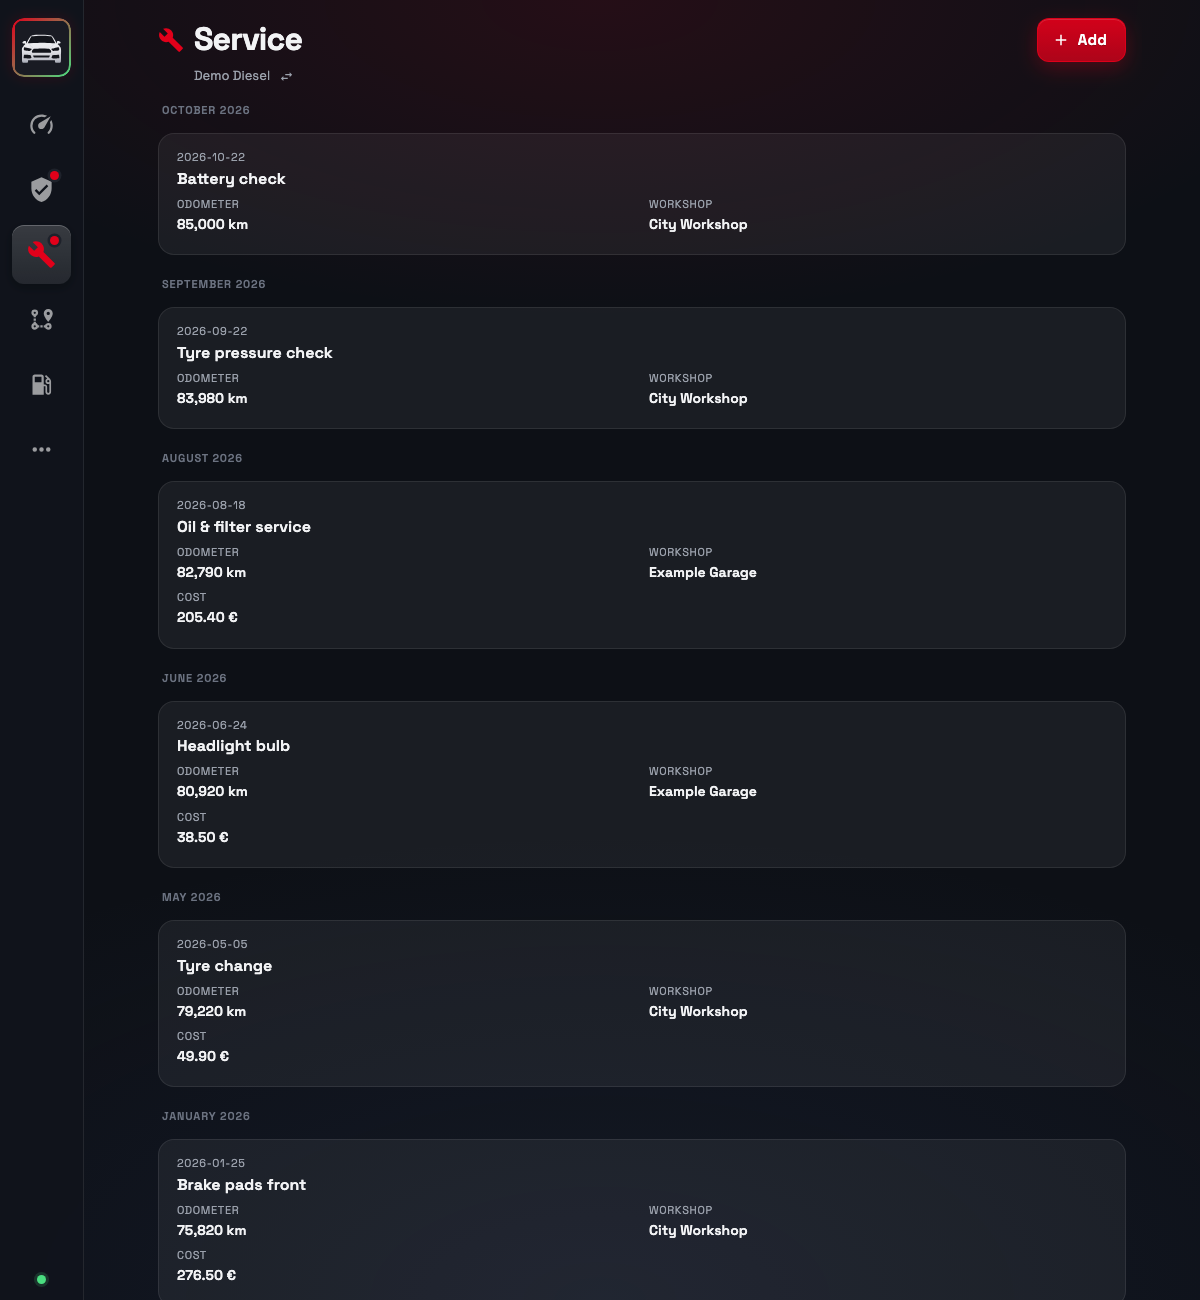 Service
+ Add
Demo Diesel
OCTOBER 2026
2026-10-22
Battery check
ODOMETER WORKSHOP
85,000 km City Workshop
SEPTEMBER 2026
2026-09-22
Tyre pressure check
ODOMETER WORKSHOP
83,980 km City Workshop
AUGUST 2026
2026-08-18
Oil & filter service
ODOMETER WORKSHOP
82,790 km Example Garage
COST
205.40 €
JUNE 2026
2026-06-24
Headlight bulb
ODOMETER WORKSHOP
80,920 km Example Garage
COST
38.50 €
MAY 2026
2026-05-05
Tyre change
ODOMETER WORKSHOP
79,220 km City Workshop
COST
49.90 €
JANUARY 2026
2026-01-25
Brake pads front
ODOMETER WORKSHOP
75,820 km City Workshop
COST
276.50 €